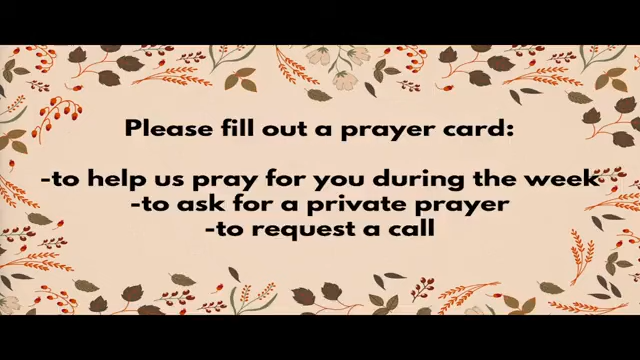 Please fill out a prayer card:
-to help us pray for you during the week
-to ask for a private prayer
-to request a call